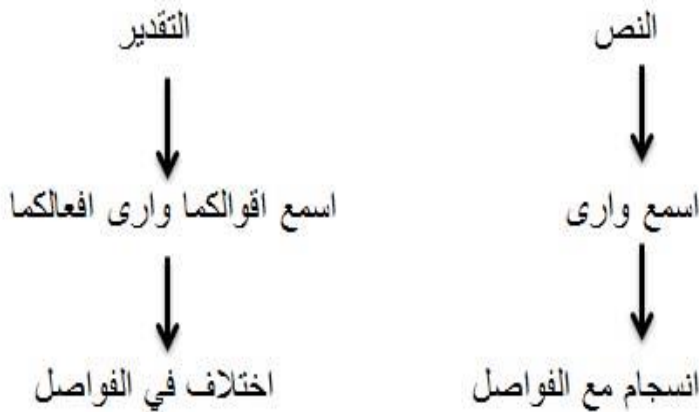 النص
التقدير
اسمع وارى
اسمع اقوالكما وارى افعالكما
انسجام مع الفواصل
اختلاف في الفواصل